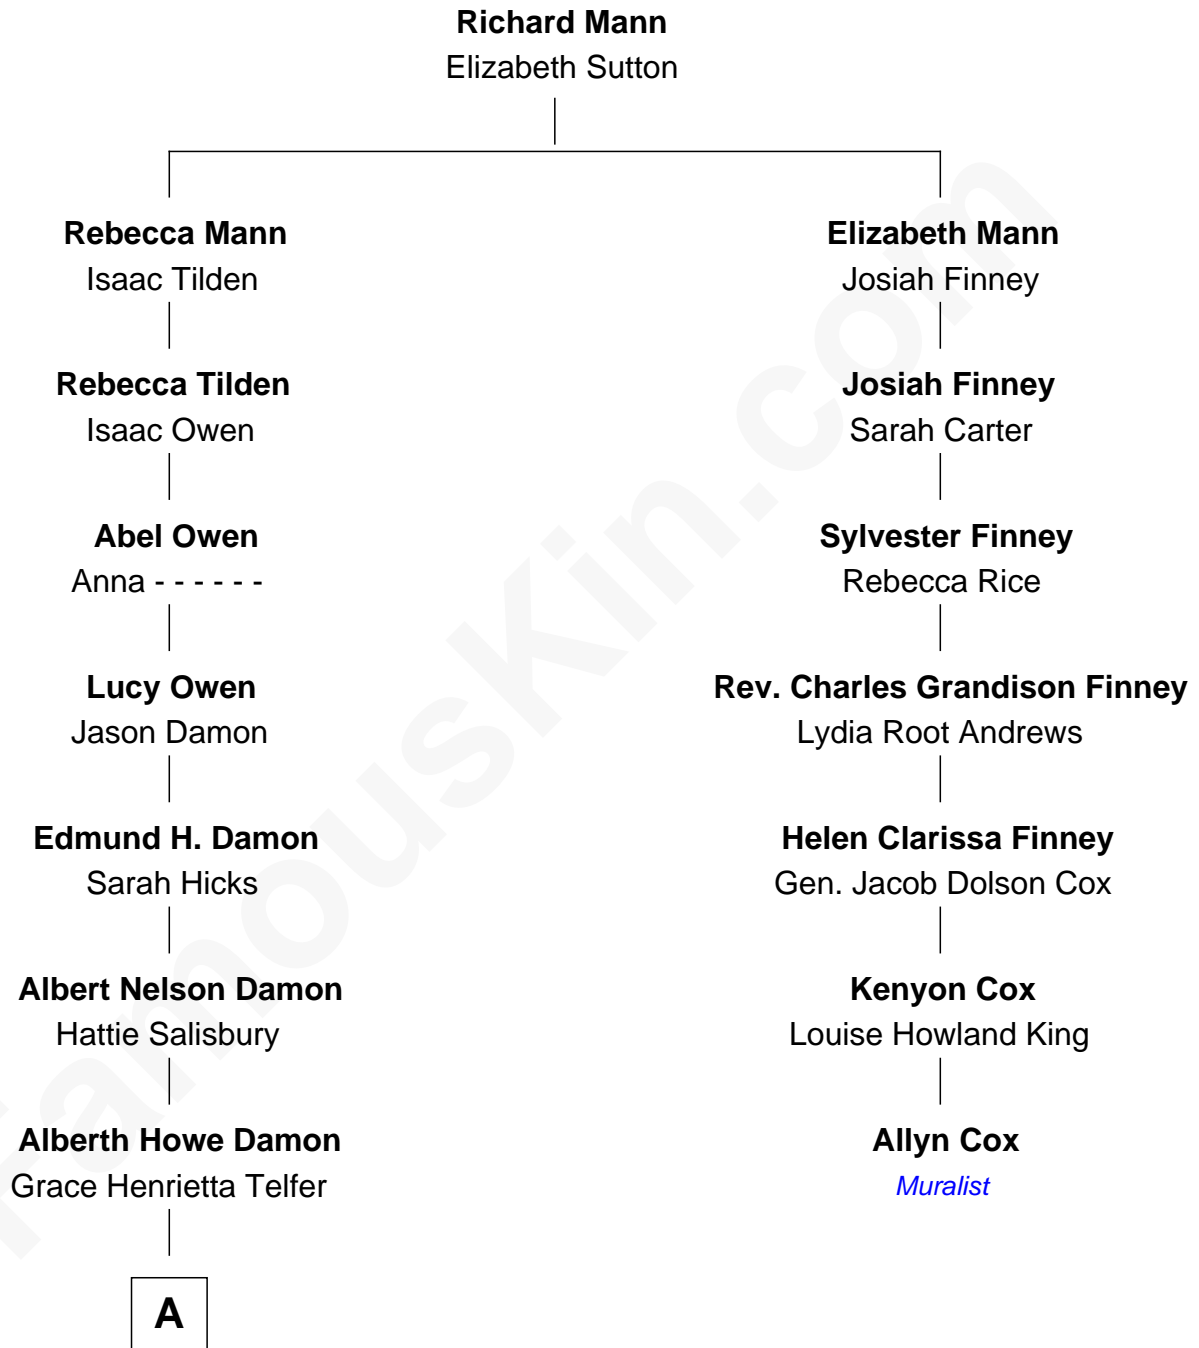 Richard Mann
Elizabeth Sutton
Rebecca Mann
Isaac Tilden
Elizabeth Mann
Josiah Finney
Rebecca Tilden
Isaac Owen
Josiah Finney
Sarah Carter
Abel Owen
Anna - - - - - -
Sylvester Finney
Rebecca Rice
Lucy Owen
Jason Damon
Rev. Charles Grandison Finney
Lydia Root Andrews
Edmund H. Damon
Sarah Hicks
Helen Clarissa Finney
Gen. Jacob Dolson Cox
Albert Nelson Damon
Hattie Salisbury
Kenyon Cox
Louise Howland King
Alberth Howe Damon
Grace Henrietta Telfer
Allyn Cox
Muralist
A
FamousKin.com